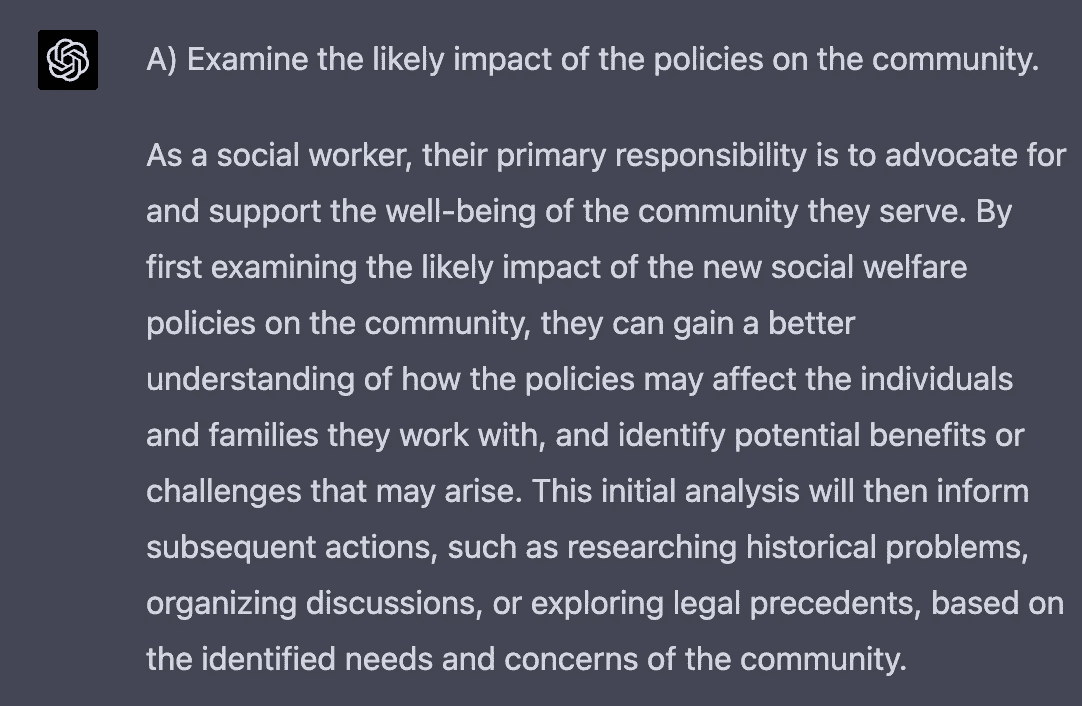 A) Examine the likely impact of the policies on the community.
As a social worker, their primary responsibility is to advocate for
and support the well-being of the community they serve. By
first examining the likely impact of the new social welfare
policies on the community, they can gain a better
understanding of how the policies may affect the individuals
and families they work with, and identify potential benefits or
challenges that may arise. This initial analysis will then inform
subsequent actions, such as researching historical problems,
organizing discussions, or exploring legal precedents, based on
the identified needs and concerns of the community.